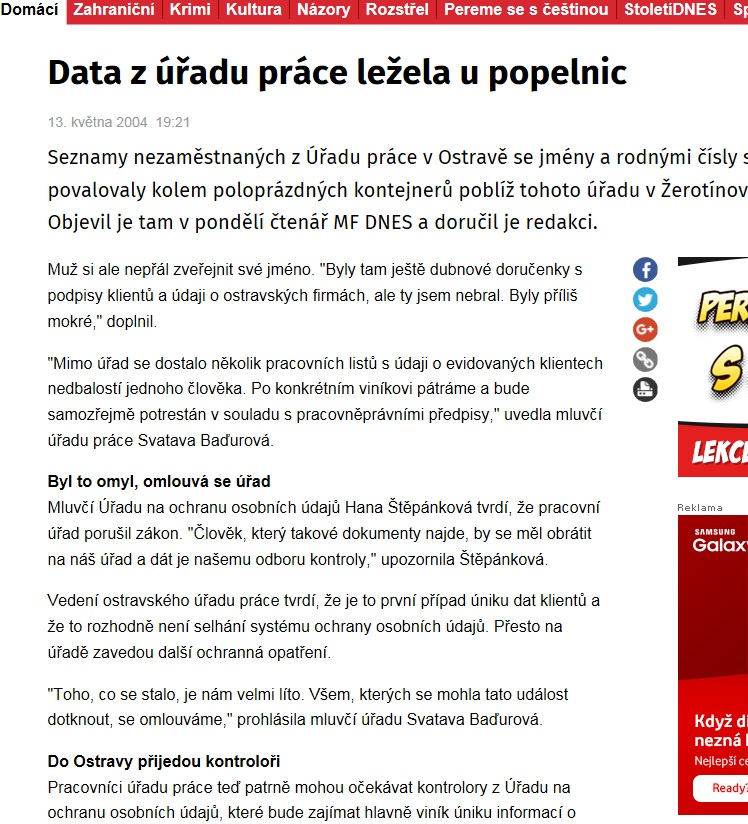 Domácí Zahraniční Krimi Kultura Názory Rozstřel Pereme se s češtinou StoletíDNES Sp
Data z úřadu práce ležela u popelnic
13. května 2004 19:21
Seznamy nezaměstnaných z Úřadu práce v Ostravě se jmény a rodnými čísly s
povalovaly kolem poloprázdných kontejnerů poblíž tohoto úřadu v Žerotínov
Objevil je tam v pondělí čtenář MF DNES a doručil je redakci.
Muž si ale nepřál zveřejnit své jméno. "Byly tam ještě dubnové doručenky s
podpisy klientů a údaji o ostravských firmách, ale ty jsem nebral. Byly příliš
mokré," doplnil.
"Mimo úřad se dostalo několik pracovních listů s údaji o evidovaných klientech
nedbalostí jednoho člověka. Po konkrétním viníkovi pátráme a bude
samozřejmě potrestán v souladu s pracovněprávními předpisy," uvedla mluvčí
úřadu práce Svatava Baďurová.
Byl to omyl, omlouvá se úřad
Mluvčí Úřadu na ochranu osobních údajů Hana Štěpánková tvrdí, že pracovní
úřad porušil zákon. "Člověk, který takové dokumenty najde, by se měl obrátit
na náš úřad a dát je našemu odboru kontroly," upozornila Štěpánková.
Vedení ostravského úřadu práce tvrdí, že je to první případ úniku dat klientů a
že to rozhodně není selhání systému ochrany osobních údajů. Přesto na
úřadě zavedou další ochranná opatření.
"Toho, co se stalo, je nám velmi líto. Všem, kterých se mohla tato událost
dotknout, se omlouváme," prohlásila mluvčí úřadu Svatava Baďurová.
Do Ostravy přijedou kontroloři
Pracovníci úřadu práce teď patrně mohou očekávat kontrolory z Úřadu na
ochranu osobních údajů, které bude zajímat hlavně viník úniku informací o
PER
S
LEKCE
Reklama
SAMSUNG
Galaxy
Když di
nezná l
Nejlepší ce
Ready?